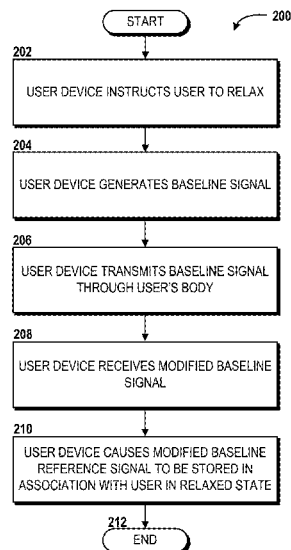 START
200
202
USER DEVICE INSTRUCTS USER TO RELAX
204
USER DEVICE GENERATES BASELINE SIGNAL
206
USER DEVICE TRANSMITS BASELINE SIGNAL
THROUGH USER'S BODY
208
USER DEVICE RECEIVES MODIFIED BASELINE
SIGNAL
210
USER DEVICE CAUSES MODIFIED BASELINE
REFERENCE SIGNAL TO BE STORED IN
ASSOCIATION WITH USER IN RELAXED STATE
212
END